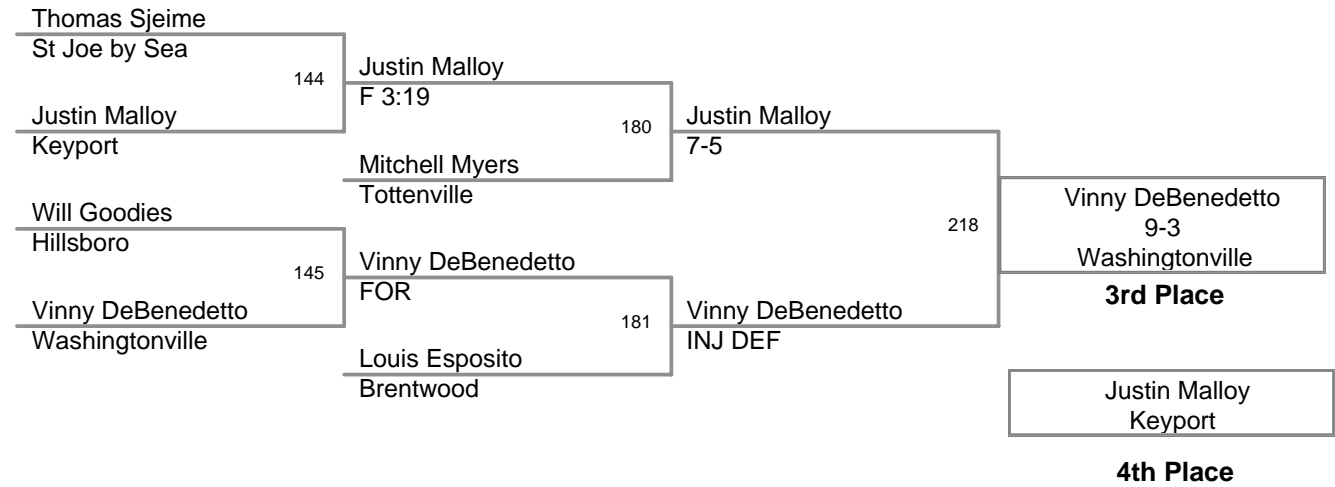 Thomas Sjeime
St Joe by Sea
144
Justin Malloy
F 3:19
Justin Malloy
Keyport
180
Justin Malloy
7-5
Mitchell Myers
Tottenville
Will Goodies
Hillsboro
145
Vinny DeBenedetto
FOR
Vinny DeBenedetto
Washingtonville
181
Vinny DeBenedetto
INJ DEF
Louis Esposito
Brentwood
218
Vinny DeBenedetto
9-3
Washingtonville
3rd Place
Justin Malloy
Keyport
4th Place